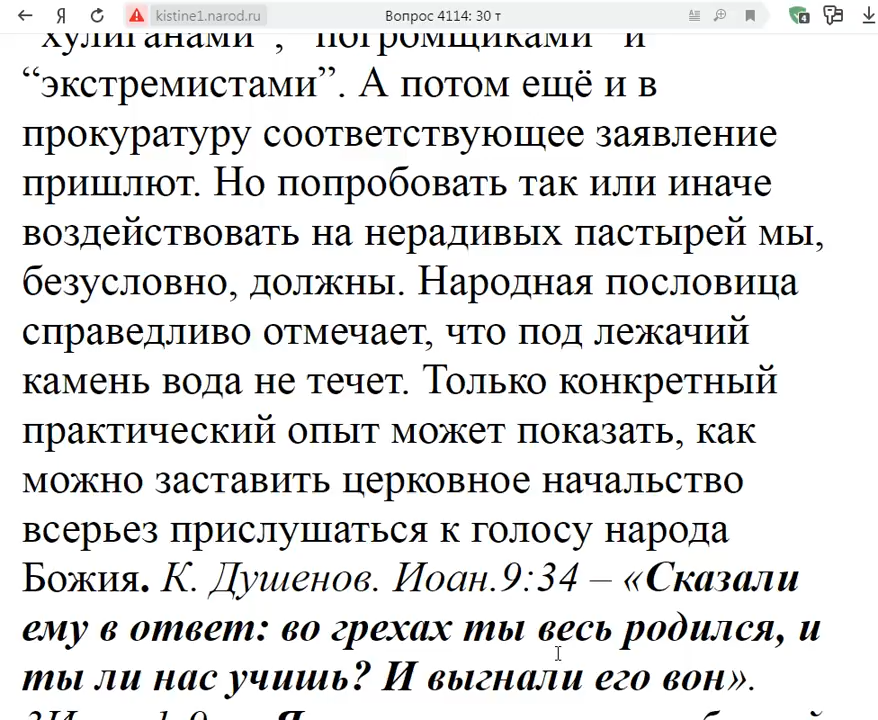 Я kistine1.narod.ru Вопрос 4114: 30 т 4
хулиганами", "погромщиками" и
“экстремистами”. А потом ещё и в
прокуратуру соответствующее заявление
пришлют. Но попробовать так или иначе
воздействовать на нерадивых пастырей мы,
безусловно, должны. Народная пословица
справедливо отмечает, что под лежачий
камень вода не течет. Только конкретный
практический опыт может показать, как
можно заставить церковное начальство
всерьез прислушаться к голосу народа
Божия. К. Душенов. Иоан.9:34 – «Сказали
ему в ответ: во грехах ты весь родился, и
ты ли нас учишь? И выгнали его вон».